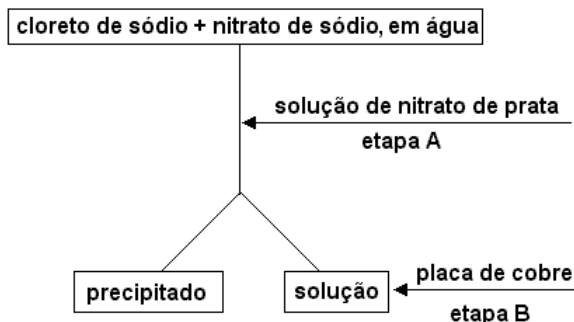 cloreto de sódio + nitrato de sódio, em água
solução de nitrato de prata
etapa A
precipitado
solução
placa de cobre
etapa B